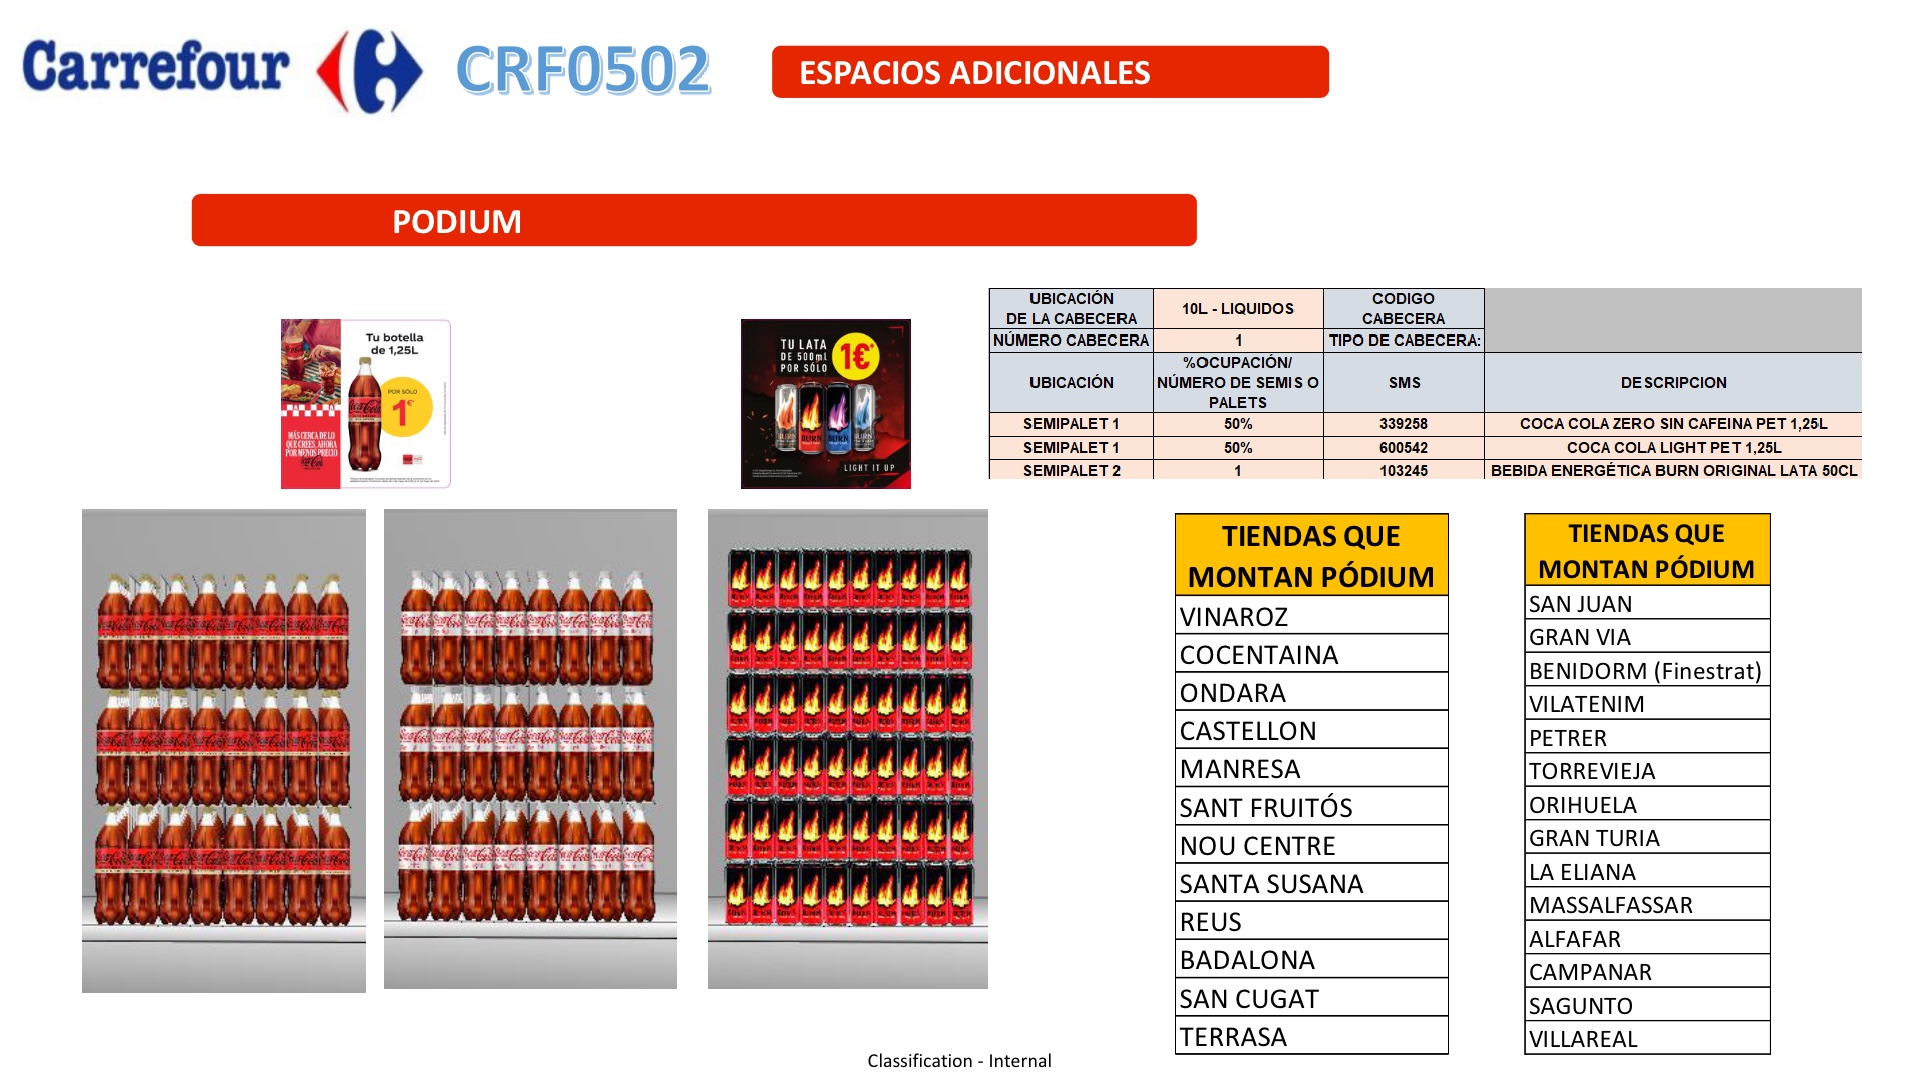 Carrefour
CRF0502
ESPACIOS ADICIONALES
PODIUM
Tu botella
de 1,25L
POR SÓLO
1€*
MÁS CERCA DE LO
QUE CREES, AHORA
POR MENOS PRECIO
Coca-Cola
TU LATA
DE 500ml
POR SÓLO
1€*
BURN
BURN
BURN
BURN
LIGHT IT UP
UBICACIÓN
DE LA CABECERA
10L - LIQUIDOS
CODIGO
CABECERA
NÚMERO CABECERA
1
TIPO DE CABECERA:
UBICACIÓN
%OCUPACIÓN/
NÚMERO DE SEMIS O
PALETS
SMS
DESCRIPCION
SEMIPALET 1
50%
339258
COCA COLA ZERO SIN CAFEINA PET 1,25L
SEMIPALET 1
50%
600542
COCA COLA LIGHT PET 1,25L
SEMIPALET 2
1
103245
BEBIDA ENERGÉTICA BURN ORIGINAL LATA 50CL
TIENDAS QUE
MONTAN PÓDIUM
VINAROZ
COCENTAINA
ONDARA
CASTELLON
MANRESA
SANT FRUITÓS
NOU CENTRE
SANTA SUSANA
REUS
BADALONA
SAN CUGAT
TERRASA
TIENDAS QUE
MONTAN PÓDIUM
SAN JUAN
GRAN VIA
BENIDORM (Finestrat)
VILATENIM
PETRER
TORREVIEJA
ORIHUELA
GRAN TURIA
LA ELIANA
MASSALFASSAR
ALFAFAR
CAMPANAR
SAGUNTO
VILLAREAL
Classification - Internal